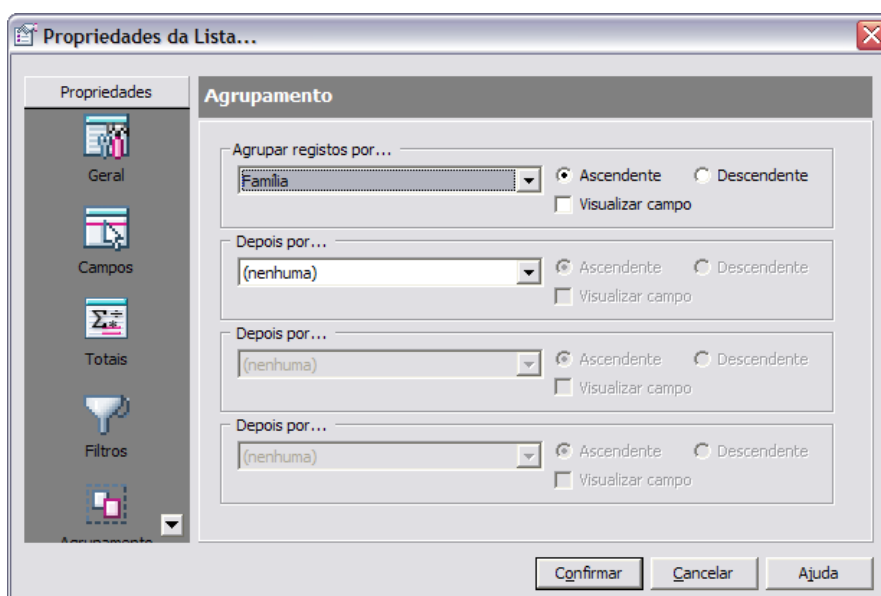 Propriedades da Lista...
Propriedades
Geral
Campos
Totais
Filtros
Agrupamento
Agrupamento
Agrupar registos por...
Família
Ascendente
Descendente
Visualizar campo
Depois por...
(nenhuma)
Ascendente
Descendente
Visualizar campo
Depois por...
(nenhuma)
Ascendente
Descendente
Visualizar campo
Depois por...
(nenhuma)
Ascendente
Descendente
Visualizar campo
Confirmar
Cancelar
Ajuda